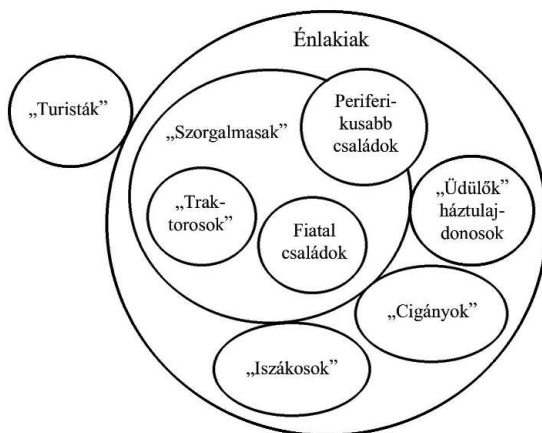 Énlakiak
„Turisták”
Periferi-
kusabb
családok
„Szorgalmasak”
„Trak-
torosok”
Fiatal
családok
„Üdülők”
háztulaj-
donosok
„Cigányok”
„Iszákosok”